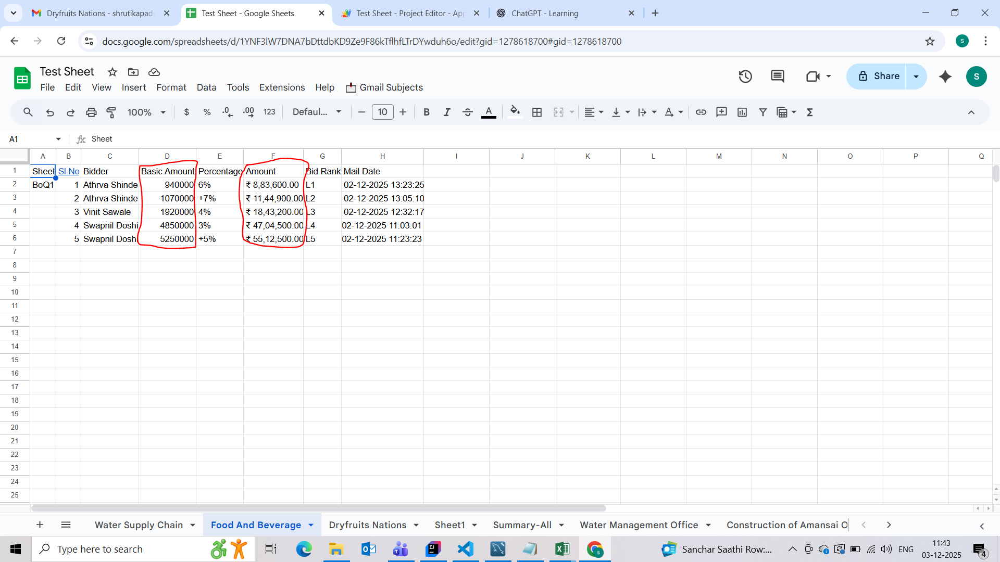 Dryfruits Nations - shrutikapadn
Test Sheet - Google Sheets
Test Sheet - Project Editor - App
ChatGPT - Learning
docs.google.com/spreadsheets/d/1YNF3lW7DNA7bDttdbKD9Ze9F86kTflhfLTrDYwduh6o/edit?gid=1278618700#gid=1278618700
S
Test Sheet
File Edit View Insert Format Data Tools Extensions Help Gmail Subjects
Share
S
100% $ % .0 .00 123 Defaul... 10 B I A
A1 fx Sheet
A B C D E F G H I J K L M N O P Q
1 Sheet Sl.No Bidder Basic Amount Percentage Amount Bid Rank Mail Date
2 BoQ1 1 Athrva Shinde 940000 6% ₹ 8,83,600.00 L1 02-12-2025 13:23:25
3 2 Athrva Shinde 1070000 +7% ₹ 11,44,900.00 L2 02-12-2025 13:05:10
4 3 Vinit Sawale 1920000 4% ₹ 18,43,200.00 L3 02-12-2025 12:32:17
5 4 Swapnil Doshi 4850000 3% ₹ 47,04,500.00 L4 02-12-2025 11:03:01
6 5 Swapnil Doshi 5250000 +5% ₹ 55,12,500.00 L5 02-12-2025 11:23:23
7
8
9
10
11
12
13
14
15
16
17
18
19
20
21
22
23
24
25
Water Supply Chain Food And Beverage Dryfruits Nations Sheet1 Summary-All Water Management Office Construction of Amansai O
Type here to search
Sanchar Saathi Row:...
ENG
11:43
03-12-2025
4